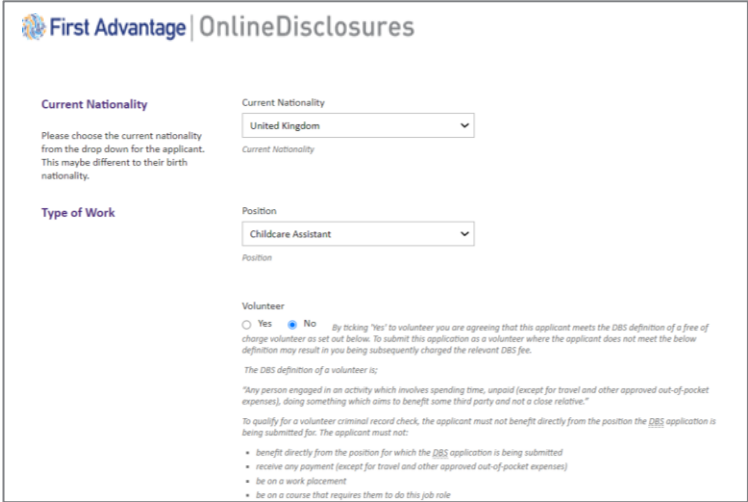 First Advantage | OnlineDisclosures
Current Nationality
Please choose the current nationality
from the drop down for the applicant.
This maybe different to their birth
nationality.
Current Nationality
United Kingdom
Current Nationality
Type of Work
Position
Childcare Assistant
Position
Volunteer
Yes No By ticking 'Yes' to volunteer you are agreeing that this applicant meets the DBS definition of a free of
charge volunteer as set out below. To submit this application as a volunteer where the applicant does not meet the below
definition may result in you being subsequently charged the relevant DBS fee.
The DBS definition of a volunteer is;
"Any person engaged in an activity which involves spending time, unpaid (except for travel and other approved out-of-pocket
expenses), doing something which aims to benefit some third party and not a close relative."
To qualify for a volunteer criminal record check, the applicant must not benefit directly from the position the DBS application is
being submitted for. The applicant must not:
• benefit directly from the position for which the DBS application is being submitted
• receive any payment (except for travel and other approved out-of-pocket expenses)
• be on a work placement
• be on a course that requires them to do this job role